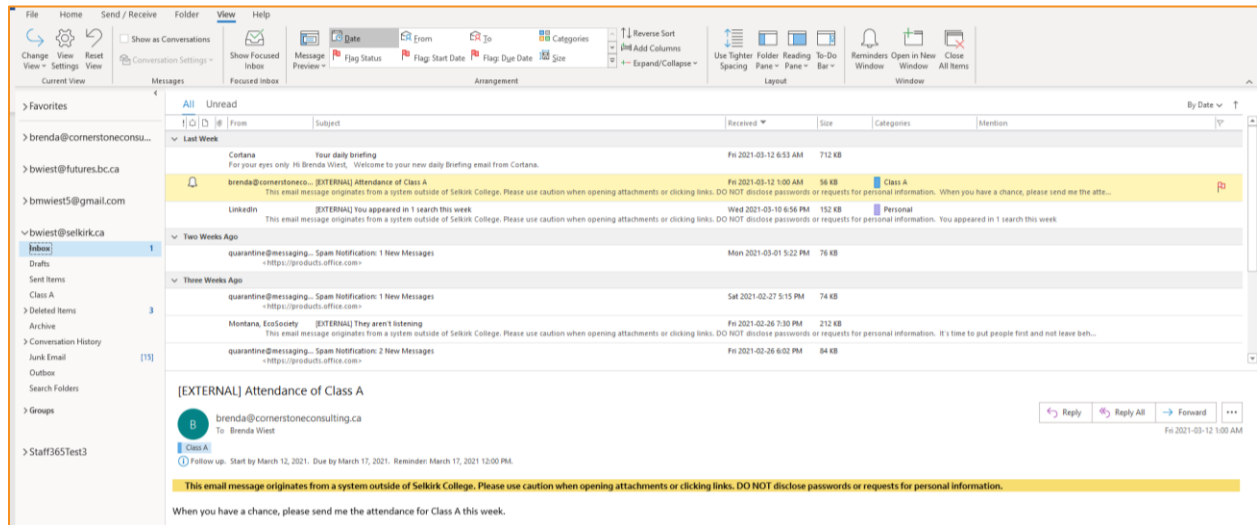 File Home Send / Receive Folder View Help
Change View View Settings Reset View
Show as Conversations
Conversation Settings
Show Focused Inbox
Message Preview
Date From To Categories
Flag Status Flag: Start Date Flag: Due Date Size
Reverse Sort
Add Columns
Expand/Collapse
Use Tighter Spacing Folder Pane Reading Pane To-Do Bar
Reminders Window Open in New Window Close All Items
Current View Messages Focused Inbox Arrangement Layout Window
Favorites
brenda@cornerstoneconsu...
bwiest@futures.bc.ca
bmwiest5@gmail.com
bwiest@selkirk.ca
Inbox 1
Drafts
Sent Items
Class A
Deleted Items 3
Archive
Conversation History
Junk Email [15]
Outbox
Search Folders
Groups
Staff365Test3
All Unread By Date
From Subject Received Size Categories Mention
Last Week
Cortana Your daily briefing Fri 2021-03-12 6:53 AM 712 KB
For your eyes only Hi Brenda Wiest, Welcome to your new daily Briefing email from Cortana.
brenda@cornerstoneco... [EXTERNAL] Attendance of Class A Fri 2021-03-12 1:00 AM 56 KB Class A
This email message originates from a system outside of Selkirk College. Please use caution when opening attachments or clicking links. DO NOT disclose passwords or requests for personal information. When you have a chance, please send me the atte...
LinkedIn [EXTERNAL] You appeared in 1 search this week Wed 2021-03-10 6:56 PM 152 KB Personal
This email message originates from a system outside of Selkirk College. Please use caution when opening attachments or clicking links. DO NOT disclose passwords or requests for personal information. You appeared in 1 search this week
Two Weeks Ago
quarantine@messaging... Spam Notification: 1 New Messages Mon 2021-03-01 5:22 PM 76 KB
<https://products.office.com>
Three Weeks Ago
quarantine@messaging... Spam Notification: 1 New Messages Sat 2021-02-27 5:15 PM 74 KB
<https://products.office.com>
Montana, EcoSociety [EXTERNAL] They aren't listening Fri 2021-02-26 7:30 PM 212 KB
This email message originates from a system outside of Selkirk College. Please use caution when opening attachments or clicking links. DO NOT disclose passwords or requests for personal information. It's time to put people first and not leave beh...
quarantine@messaging... Spam Notification: 2 New Messages Fri 2021-02-26 6:02 PM 84 KB
<https://products.office.com>
[EXTERNAL] Attendance of Class A
B
brenda@cornerstoneconsulting.ca
To Brenda Wiest
Reply Reply All Forward ...
Fri 2021-03-12 1:00 AM
Class A
Follow up. Start by March 12, 2021. Due by March 17, 2021. Reminder: March 17, 2021 12:00 PM.
This email message originates from a system outside of Selkirk College. Please use caution when opening attachments or clicking links. DO NOT disclose passwords or requests for personal information.
When you have a chance, please send me the attendance for Class A this week.